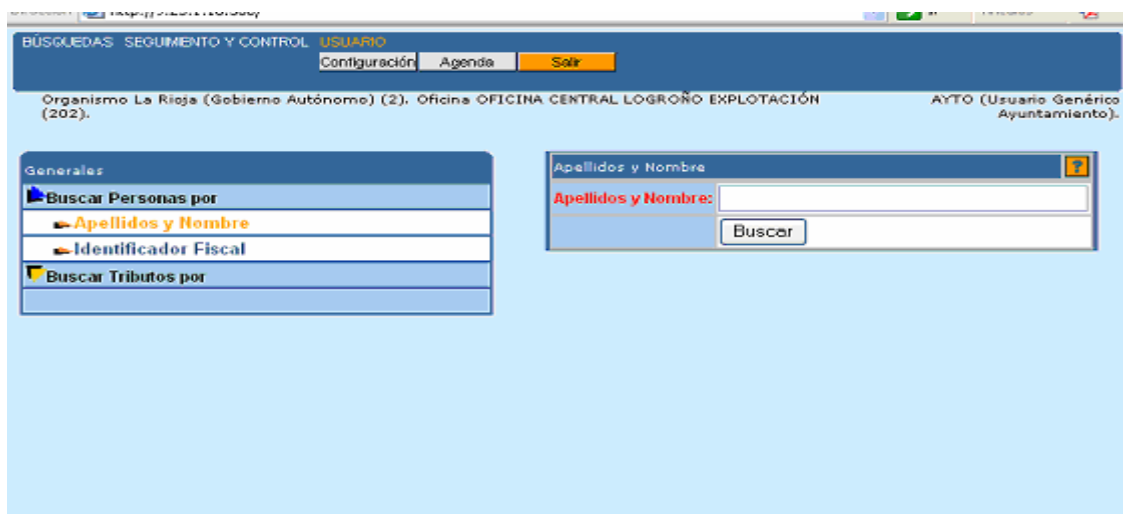 BÚSQUEDAS SEGUIMIENTO Y CONTROL USUARIO
Configuración Agenda Salir
Organismo La Rioja (Gobierno Autónomo) (2). Oficina OFICINA CENTRAL LOGROÑO EXPLOTACIÓN (202).
AYTO (Usuario Genérico
Ayuntamiento).
Generales
Buscar Personas por
Apellidos y Nombre
Identificador Fiscal
Buscar Tributos por
Apellidos y Nombre ?
Apellidos y Nombre:
Buscar